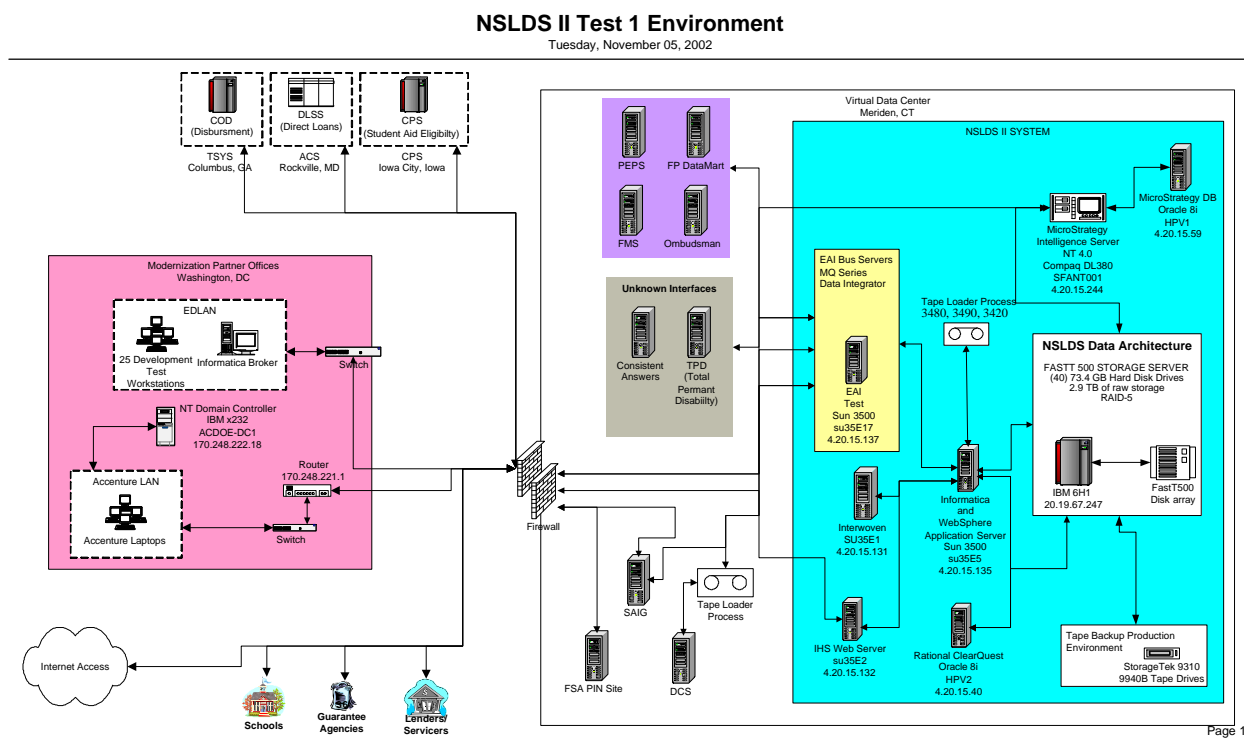 NSLDS II Test 1 Environment
Tuesday, November 05, 2002
COD
(Disbursment)
TSYS
Columbus, GA
DLSS
(Direct Loans)
ACS
Rockville, MD
CPS
(Student Aid Eligibilty)
CPS
Iowa City, Iowa
Modernization Partner Offices
Washington, DC
EDLAN
25 Development
Test
Workstations
Informatica Broker
Switch
NT Domain Controller
IBM x232
ACDOE-DC1
170.248.222.18
Router
170.248.221.1
Accenture LAN
Accenture Laptops
Switch
Internet Access
Schools
Guarantee
Agencies
Lenders/
Servicers
Firewall
Virtual Data Center
Meriden, CT
PEPS
FP DataMart
FMS
Ombudsman
Unknown Interfaces
Consistent
Answers
TPD
(Total
Permant
Disabiilty)
SAIG
FSA PIN Site
Tape Loader
Process
DCS
NSLDS II SYSTEM
MicroStrategy DB
Oracle 8i
HPV1
4.20.15.59
MicroStrategy
Intelligence Server
NT 4.0
Compaq DL380
SFANT001
4.20.15.244
EAI Bus Servers
MQ Series
Data Integrator
EAI
Test
Sun 3500
su35E17
4.20.15.137
Tape Loader Process
3480, 3490, 3420
NSLDS Data Architecture
FASTT 500 STORAGE SERVER
(40) 73.4 GB Hard Disk Drives
2.9 TB of raw storage
RAID-5
IBM 6H1
20.19.67.247
FastT500
Disk array
Interwoven
SU35E1
4.20.15.131
Informatica
and
WebSphere
Application Server
Sun 3500
su35E5
4.20.15.135
IHS Web Server
su35E2
4.20.15.132
Rational ClearQuest
Oracle 8i
HPV2
4.20.15.40
Tape Backup Production
Environment
StorageTek 9310
9940B Tape Drives
Page 1